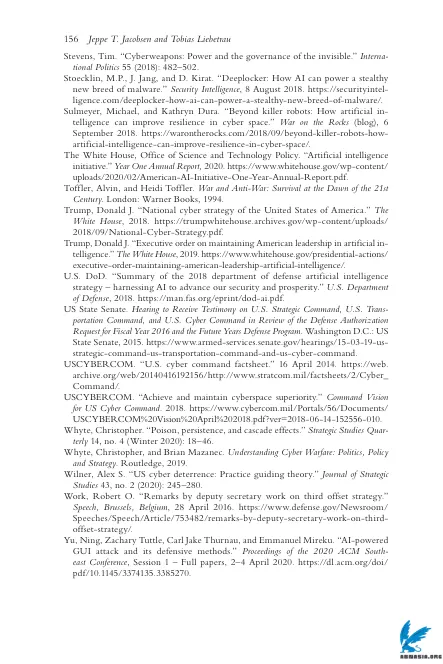 156 Jeppe T. Jacobsen and Tobias Liebetrau
Stevens, Tim. “Cyberweapons: Power and the governance of the invisible.” Interna-
tional Politics 55 (2018): 482–502.
Stoecklin, M.P., J. Jang, and D. Kirat. “Deeplocker: How AI can power a stealthy
new breed of malware.” Security Intelligence, 8 August 2018. https://securityintel-
ligence.com/deeplocker-how-ai-can-power-a-stealthy-new-breed-of-malware/.
Sulmeyer, Michael, and Kathryn Dura. “Beyond killer robots: How artificial in-
telligence can improve resilience in cyber space.” War on the Rocks (blog), 6
September 2018. https://warontherocks.com/2018/09/beyond-killer-robots-how-
artificial-intelligence-can-improve-resilience-in-cyber-space/.
The White House, Office of Science and Technology Policy. “Artificial intelligence
initiative.” Year One Annual Report, 2020. https://www.whitehouse.gov/wp-content/
uploads/2020/02/American-AI-Initiative-One-Year-Annual-Report.pdf.
Toffler, Alvin, and Heidi Toffler. War and Anti-War: Survival at the Dawn of the 21st
Century. London: Warner Books, 1994.
Trump, Donald J. “National cyber strategy of the United States of America.” The
White House, 2018. https://trumpwhitehouse.archives.gov/wp-content/uploads/
2018/09/National-Cyber-Strategy.pdf.
Trump, Donald J. “Executive order on maintaining American leadership in artificial in-
telligence.” The White House, 2019. https://www.whitehouse.gov/presidential-actions/
executive-order-maintaining-american-leadership-artificial-intelligence/.
U.S. DoD. “Summary of the 2018 department of defense artificial intelligence
strategy – harnessing AI to advance our security and prosperity.” U.S. Department
of Defense, 2018. https://man.fas.org/eprint/dod-ai.pdf.
US State Senate. Hearing to Receive Testimony on U.S. Strategic Command, U.S. Trans-
portation Command, and U.S. Cyber Command in Review of the Defense Authorization
Request for Fiscal Year 2016 and the Future Years Defense Program. Washington D.C.: US
State Senate, 2015. https://www.armed-services.senate.gov/hearings/15-03-19-us-
strategic-command-us-transportation-command-and-us-cyber-command.
USCYBERCOM. “U.S. cyber command factsheet.” 16 April 2014. https://web.
archive.org/web/20140416192156/http://www.stratcom.mil/factsheets/2/Cyber_
Command/.
USCYBERCOM. “Achieve and maintain cyberspace superiority.” Command Vision
for US Cyber Command. 2018. https://www.cybercom.mil/Portals/56/Documents/
USCYBERCOM%20Vision%20April%202018.pdf?ver=2018-06-14-152556-010.
Whyte, Christopher. “Poison, persistence, and cascade effects.” Strategic Studies Quar-
terly 14, no. 4 (Winter 2020): 18–46.
Whyte, Christopher, and Brian Mazanec. Understanding Cyber Warfare: Politics, Policy
and Strategy. Routledge, 2019.
Wilner, Alex S. “US cyber deterrence: Practice guiding theory.” Journal of Strategic
Studies 43, no. 2 (2020): 245–280.
Work, Robert O. “Remarks by deputy secretary work on third offset strategy.”
Speech, Brussels, Belgium, 28 April 2016. https://www.defense.gov/Newsroom/
Speeches/Speech/Article/753482/remarks-by-deputy-secretary-work-on-third-
offset-strategy/.
Yu, Ning, Zachary Tuttle, Carl Jake Thurnau, and Emmanuel Mireku. “AI-powered
GUI attack and its defensive methods.” Proceedings of the 2020 ACM South-
east Conference, Session 1 – Full papers, 2–4 April 2020. https://dl.acm.org/doi/
pdf/10.1145/3374135.3385270.